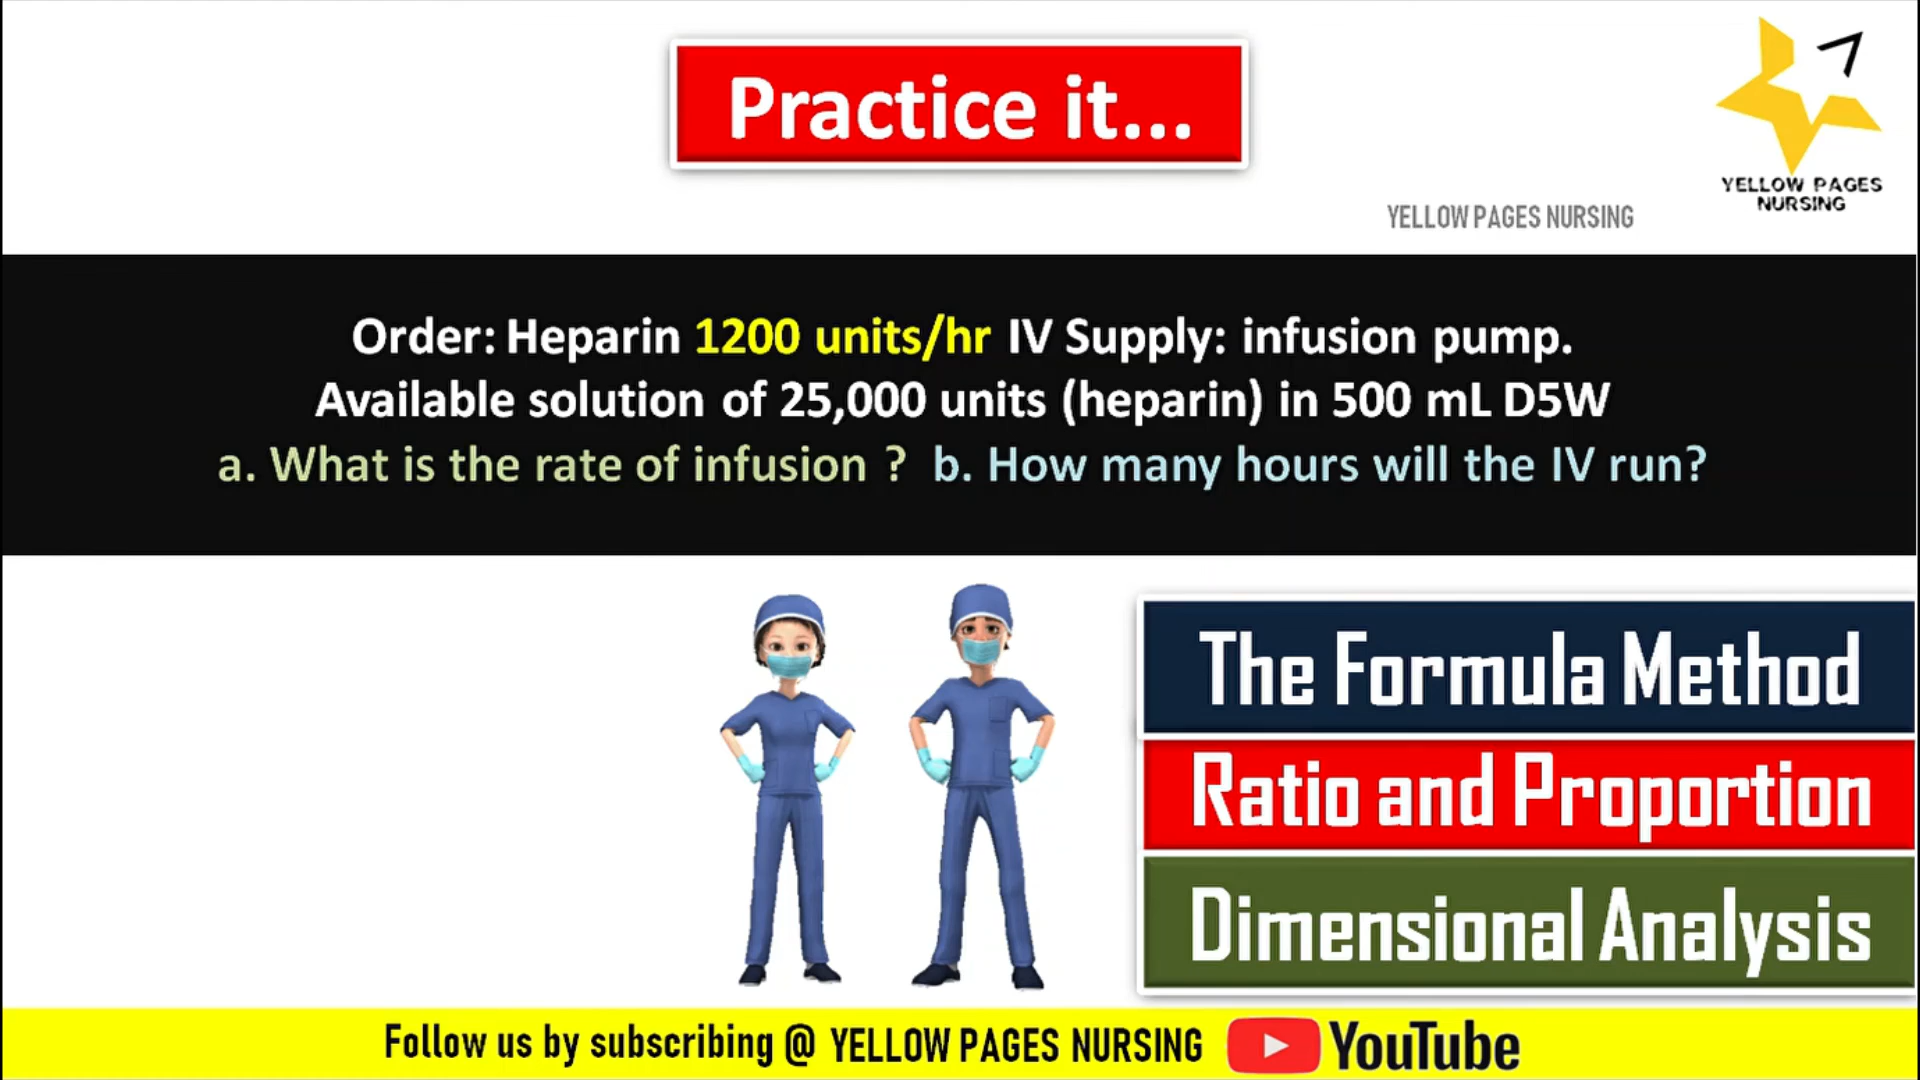 Practice it...
YELLOW PAGES
NURSING
YELLOW PAGES NURSING
Order: Heparin 1200 units/hr IV Supply: infusion pump.
Available solution of 25,000 units (heparin) in 500 mL D5W
a. What is the rate of infusion ? b. How many hours will the IV run?
The Formula Method
Ratio and Proportion
Dimensional Analysis
Follow us by subscribing @ YELLOW PAGES NURSING YouTube